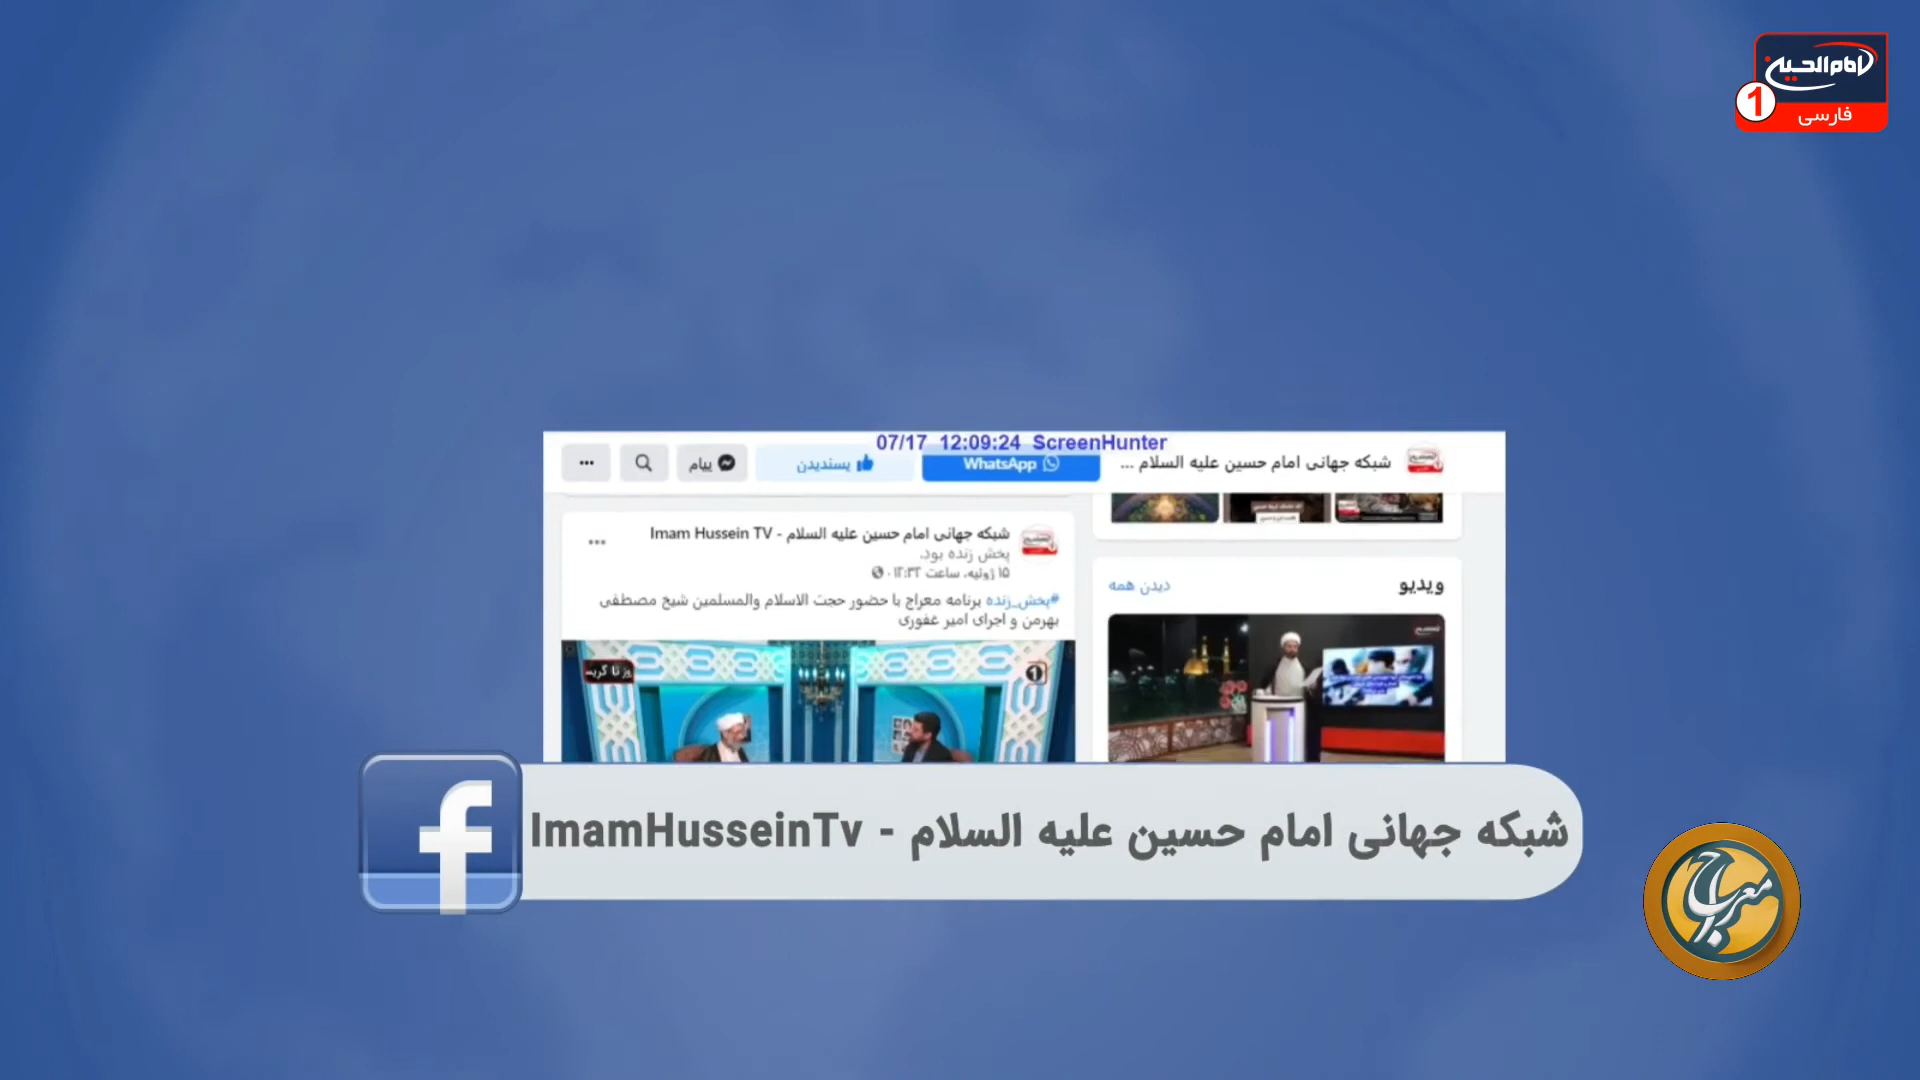 امام الحسین
1
فارسی
07/17 12:09:24 ScreenHunter
شبکه جهانی امام حسین علیه السلام ...
WhatsApp
پسندیدن
پیام
شبکه جهانی امام حسین علیه السلام - Imam Hussein TV
پخش زنده بود.
۱۵ ژوئیه، ساعت ۱۲:۳۲ ·
#پخش_زنده برنامه معراج با حضور حجت الاسلام والمسلمین شیخ مصطفی
بهرمن و اجرای امیر غفوری
ویدیو
دیدن همه
1
شبکه جهانی امام حسین علیه السلام - ImamHusseinTv
معراج